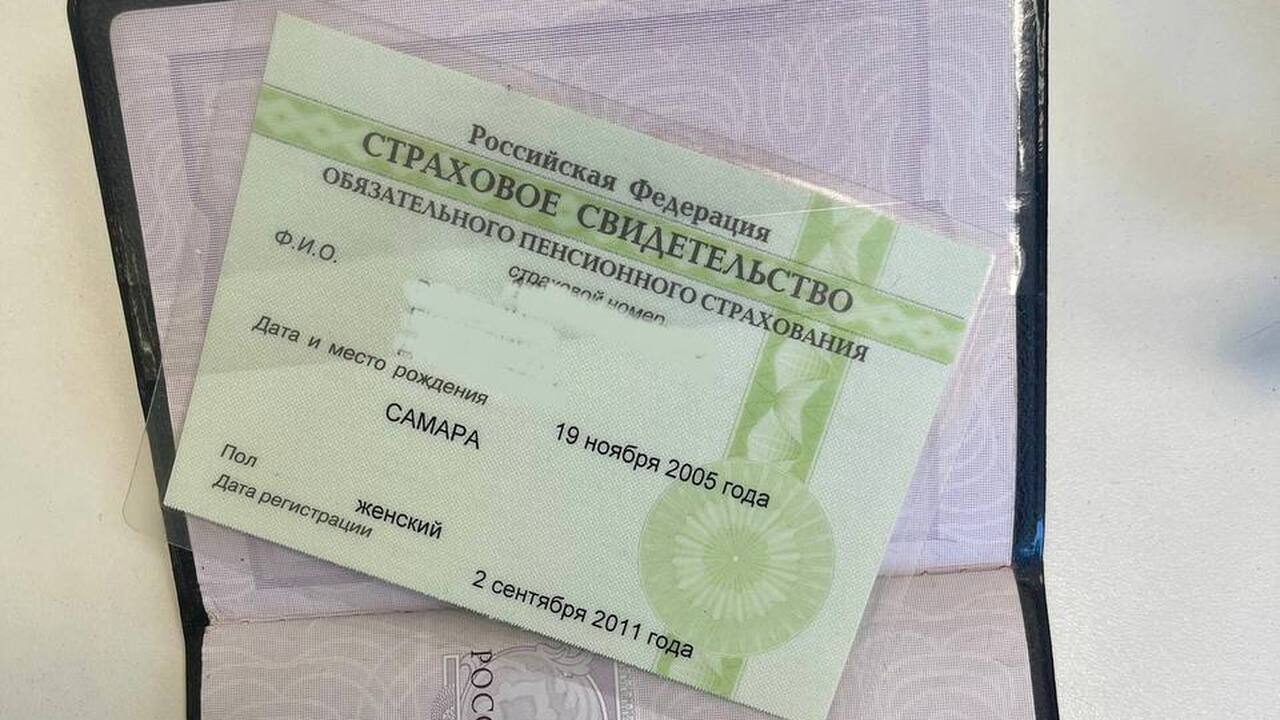 Российская Федерация
СТРАХОВОЕ СВИДЕТЕЛЬСТВО
ОБЯЗАТЕЛЬНОГО ПЕНСИОННОГО СТРАХОВАНИЯ
страховой номер
Ф.И.О.
Дата и место рождения
19 ноября 2005 года
САМАРА
Пол
женский
Дата регистрации
2 сентября 2011 года